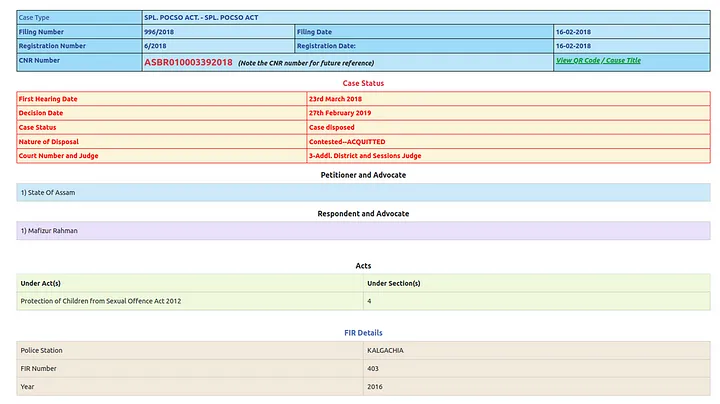 Case Type SPL. POCSO ACT. - SPL. POCSO ACT
Filing Number 996/2018 Filing Date 16-02-2018
Registration Number 6/2018 Registration Date: 16-02-2018
CNR Number ASBR010003392018 (Note the CNR number for future reference) View QR Code / Cause Title
Case Status
First Hearing Date 23rd March 2018
Decision Date 27th February 2019
Case Status Case disposed
Nature of Disposal Contested--ACQUITTED
Court Number and Judge 3-Addl. District and Sessions Judge
Petitioner and Advocate
1) State Of Assam
Respondent and Advocate
1) Mafizur Rahman
Acts
Under Act(s) Under Section(s)
Protection of Children from Sexual Offence Act 2012 4
FIR Details
Police Station KALGACHIA
FIR Number 403
Year 2016